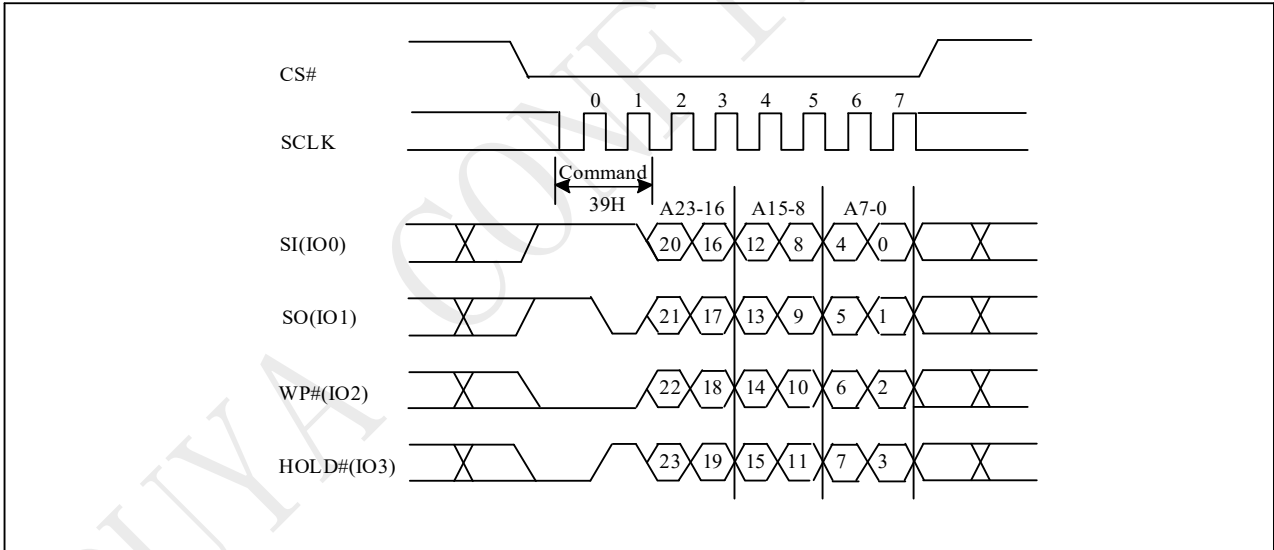 CS#
0 1 2 3 4 5 6 7
SCLK
Command
39H
A23-16 A15-8 A7-0
SI(IO0) 20 16 12 8 4 0
SO(IO1) 21 17 13 9 5 1
WP#(IO2) 22 18 14 10 6 2
HOLD#(IO3) 23 19 15 11 7 3